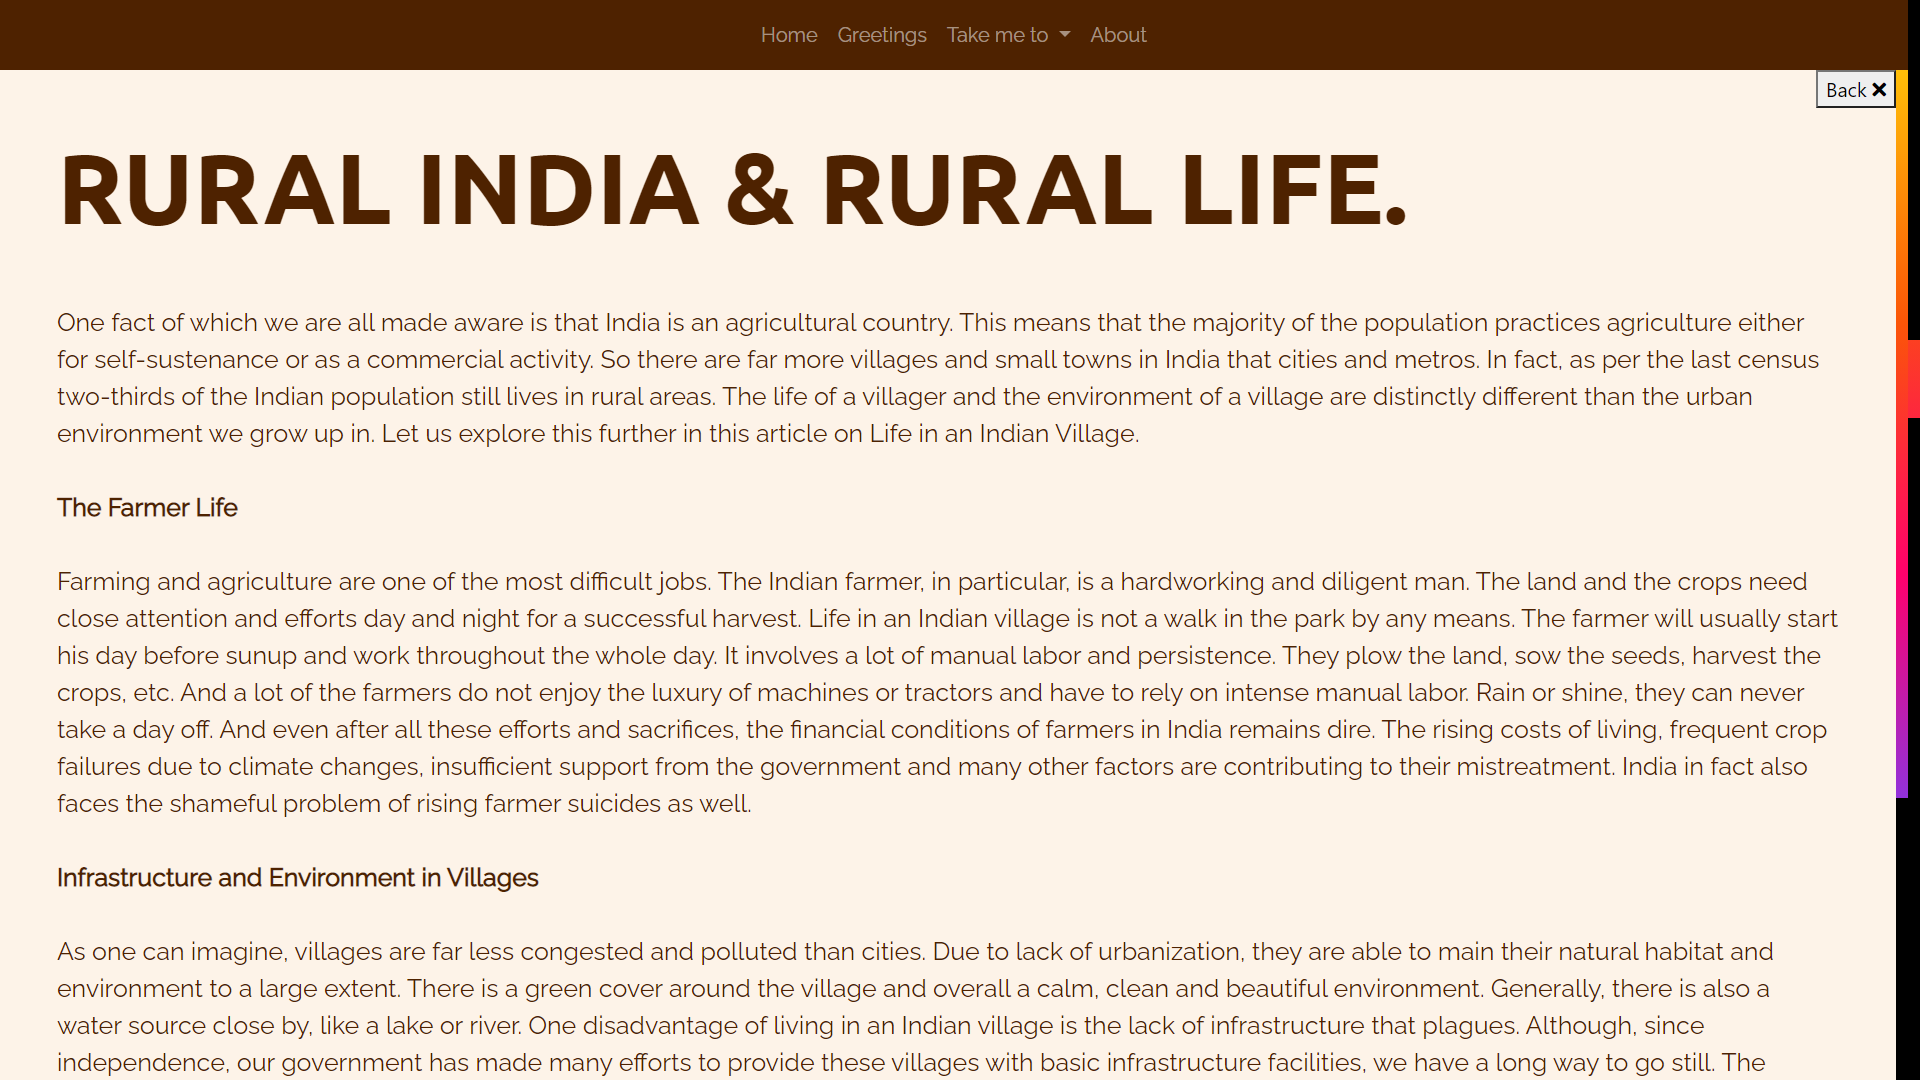 Home Greetings Take me to About
Back
RURAL INDIA & RURAL LIFE.
One fact of which we are all made aware is that India is an agricultural country. This means that the majority of the population practices agriculture either
for self-sustenance or as a commercial activity. So there are far more villages and small towns in India that cities and metros. In fact, as per the last census
two-thirds of the Indian population still lives in rural areas. The life of a villager and the environment of a village are distinctly different than the urban
environment we grow up in. Let us explore this further in this article on Life in an Indian Village.
The Farmer Life
Farming and agriculture are one of the most difficult jobs. The Indian farmer, in particular, is a hardworking and diligent man. The land and the crops need
close attention and efforts day and night for a successful harvest. Life in an Indian village is not a walk in the park by any means. The farmer will usually start
his day before sunup and work throughout the whole day. It involves a lot of manual labor and persistence. They plow the land, sow the seeds, harvest the
crops, etc. And a lot of the farmers do not enjoy the luxury of machines or tractors and have to rely on intense manual labor. Rain or shine, they can never
take a day off. And even after all these efforts and sacrifices, the financial conditions of farmers in India remains dire. The rising costs of living, frequent crop
failures due to climate changes, insufficient support from the government and many other factors are contributing to their mistreatment. India in fact also
faces the shameful problem of rising farmer suicides as well.
Infrastructure and Environment in Villages
As one can imagine, villages are far less congested and polluted than cities. Due to lack of urbanization, they are able to main their natural habitat and
environment to a large extent. There is a green cover around the village and overall a calm, clean and beautiful environment. Generally, there is also a
water source close by, like a lake or river. One disadvantage of living in an Indian village is the lack of infrastructure that plagues. Although, since
independence, our government has made many efforts to provide these villages with basic infrastructure facilities, we have a long way to go still. The